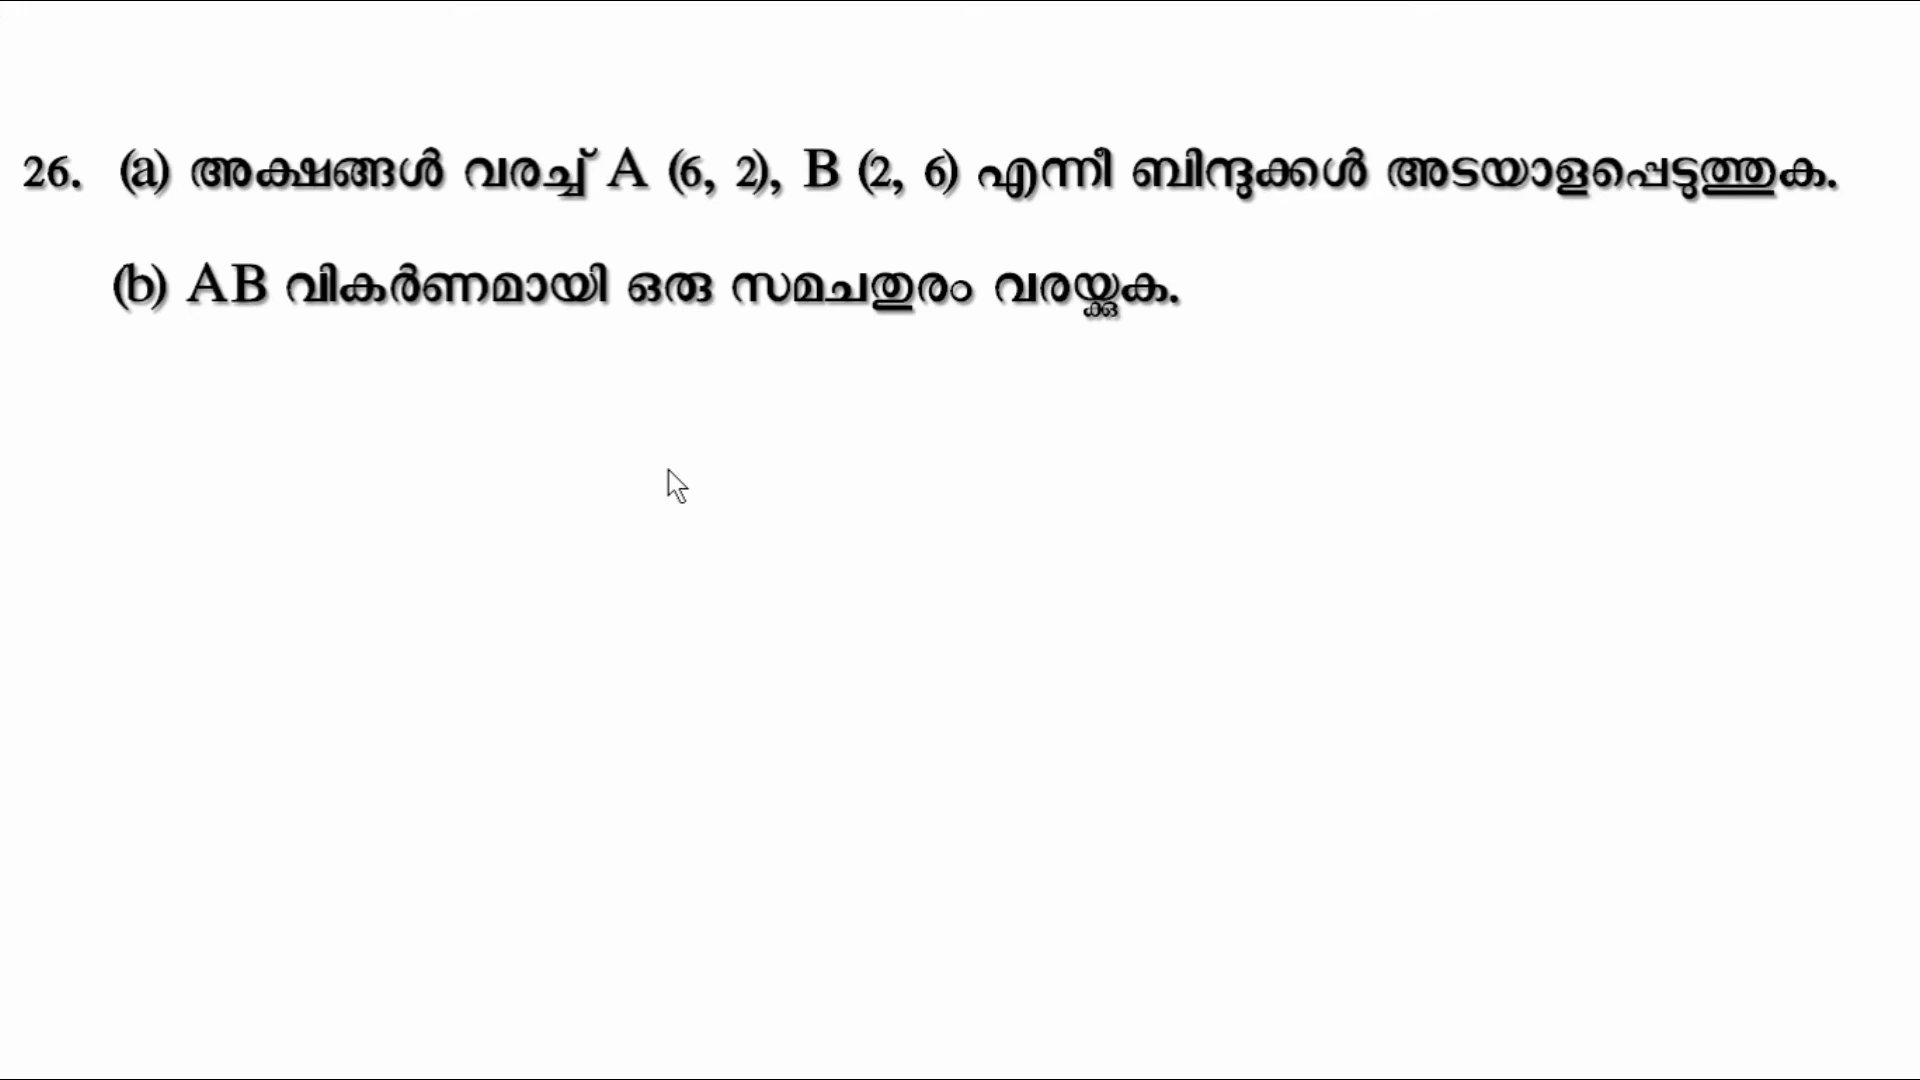 26. (a) അക്ഷങ്ങൾ വരച്ച് A (6, 2), B (2, 6) എന്നീ ബിന്ദുക്കൾ അടയാളപ്പെടുത്തുക.
(b) AB വികർണമായി ഒരു സമചതുരം വരയ്ക്കുക.